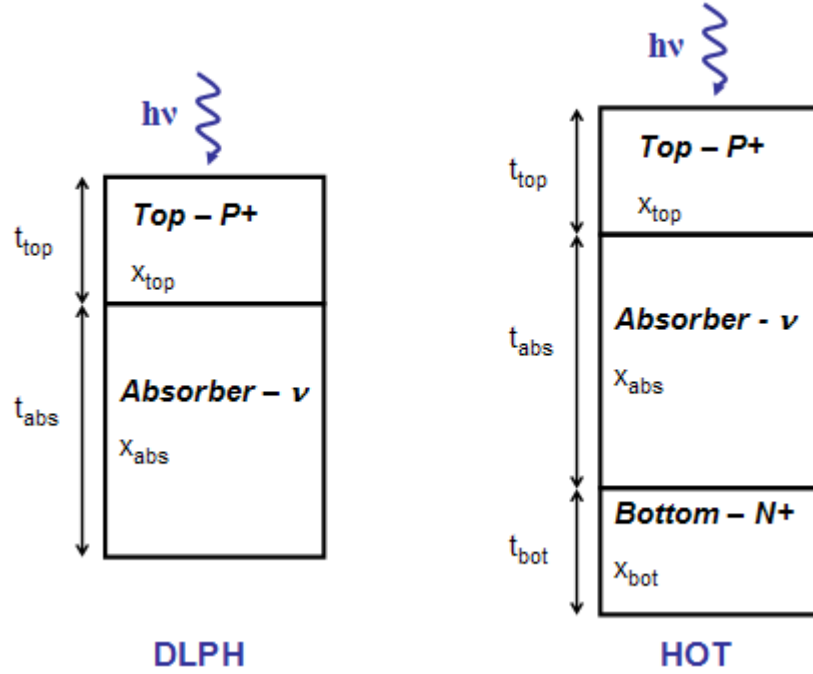 hν
t_top
Top – P+
x_top
t_abs
Absorber – ν
x_abs
DLPH
hν
t_top
Top – P+
x_top
t_abs
Absorber - ν
x_abs
t_bot
Bottom – N+
x_bot
HOT